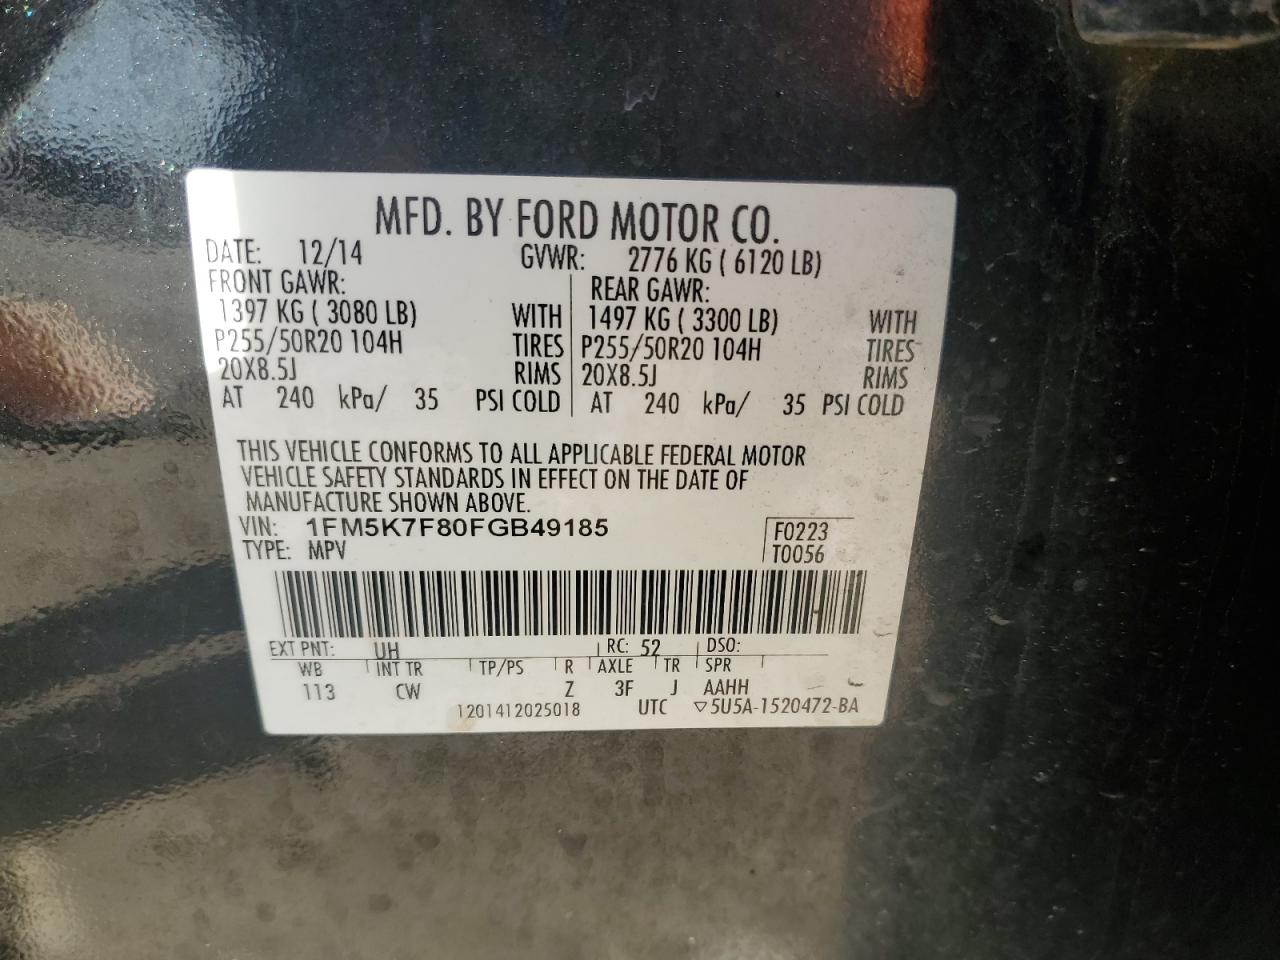 MFD. BY FORD MOTOR CO.
DATE: 12/14 GVWR: 2776 KG ( 6120 LB)
FRONT GAWR: REAR GAWR:
1397 KG ( 3080 LB) WITH 1497 KG ( 3300 LB) WITH
P255/50R20 104H TIRES P255/50R20 104H TIRES
20X8.5J RIMS 20X8.5J RIMS
AT 240 kPa/ 35 PSI COLD AT 240 kPa/ 35 PSI COLD
THIS VEHICLE CONFORMS TO ALL APPLICABLE FEDERAL MOTOR
VEHICLE SAFETY STANDARDS IN EFFECT ON THE DATE OF
MANUFACTURE SHOWN ABOVE.
VIN: 1FM5K7F80FGB49185 F0223
TYPE: MPV T0056
EXT PNT: UH RC: 52 DSO:
WB INT TR TP/PS R AXLE TR SPR
113 CW Z 3F J AAHH
1201412025018 UTC ▽5U5A-1520472-BA